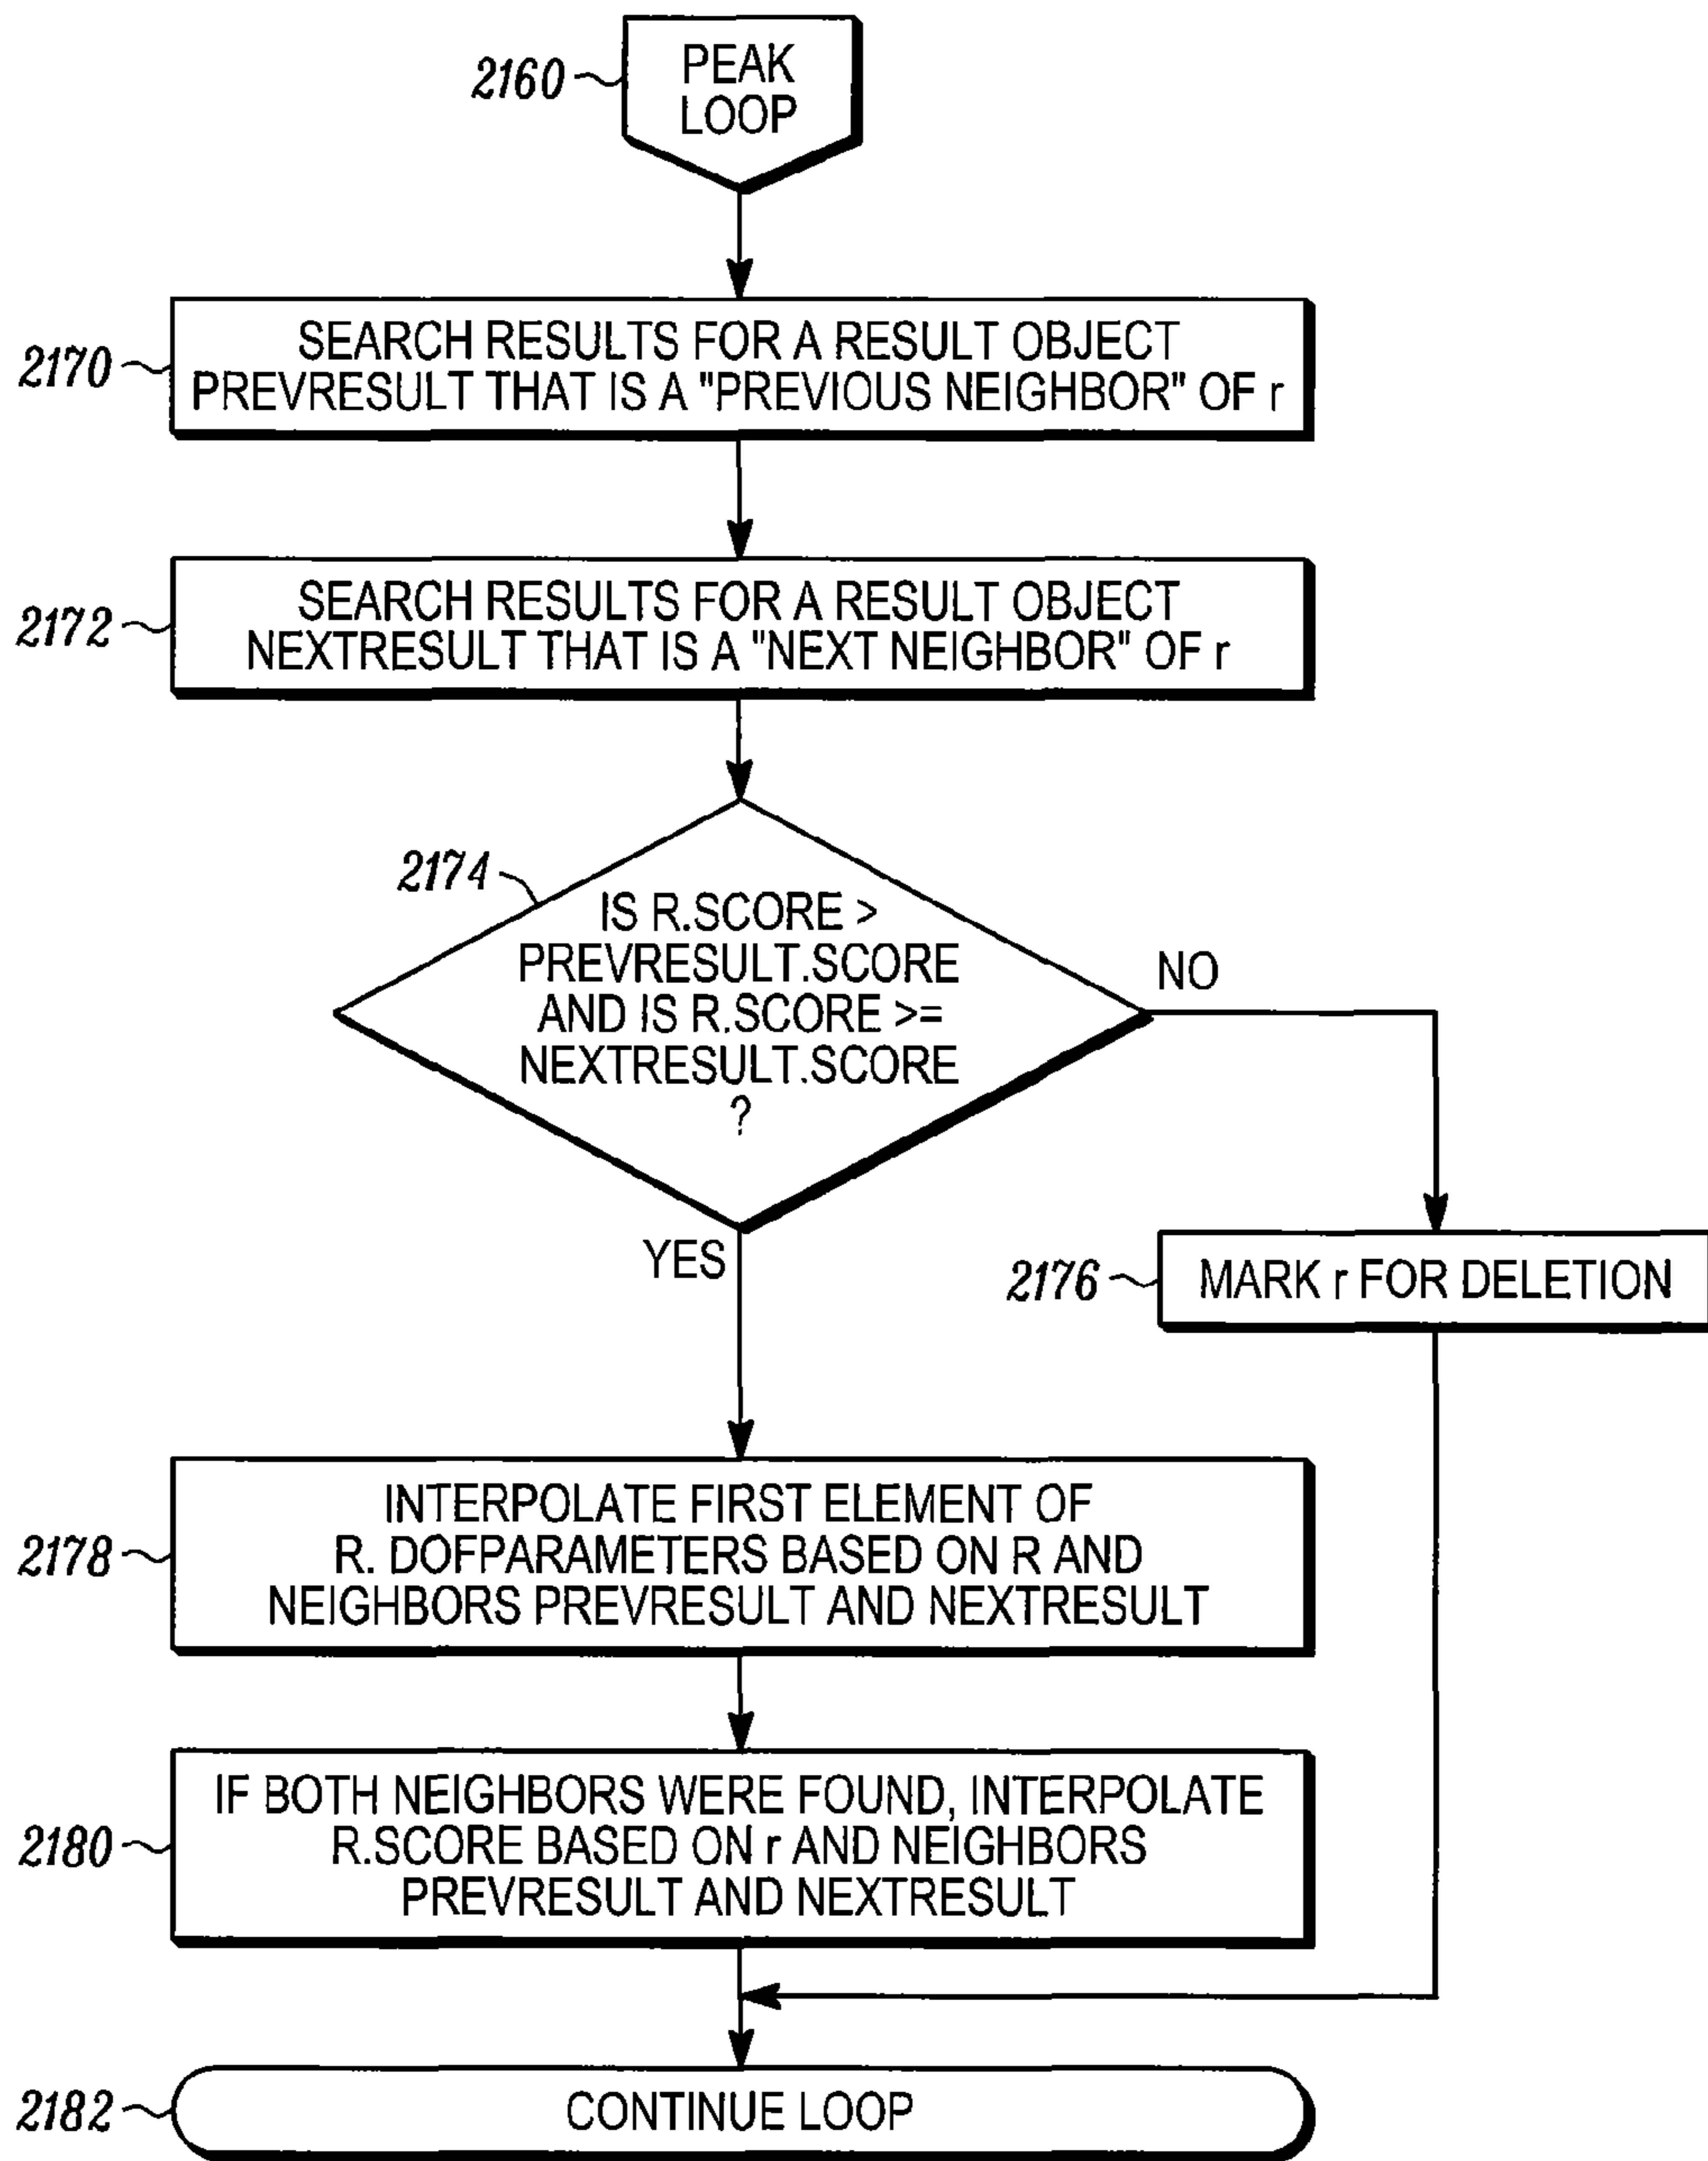 2160
PEAK
LOOP
2170
SEARCH RESULTS FOR A RESULT OBJECT
PREVRESULT THAT IS A "PREVIOUS NEIGHBOR" OF r
2172
SEARCH RESULTS FOR A RESULT OBJECT
NEXTRESULT THAT IS A "NEXT NEIGHBOR" OF r
2174
IS R.SCORE >
PREVRESULT.SCORE
AND IS R.SCORE >=
NEXTRESULT.SCORE
?
NO
YES
2176
MARK r FOR DELETION
2178
INTERPOLATE FIRST ELEMENT OF
R. DOFPARAMETERS BASED ON R AND
NEIGHBORS PREVRESULT AND NEXTRESULT
2180
IF BOTH NEIGHBORS WERE FOUND, INTERPOLATE
R.SCORE BASED ON r AND NEIGHBORS
PREVRESULT AND NEXTRESULT
2182
CONTINUE LOOP